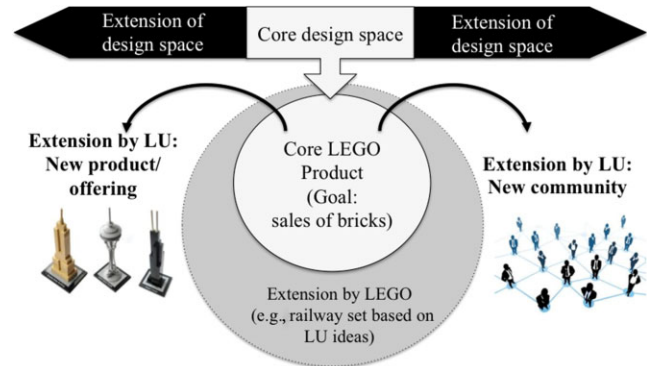 Extension of
design space
Core design space
Extension of
design space
Extension by LU:
New product/
offering
Core LEGO
Product
(Goal:
sales of bricks)
Extension by LU:
New community
Extension by LEGO
(e.g., railway set based on
LU ideas)